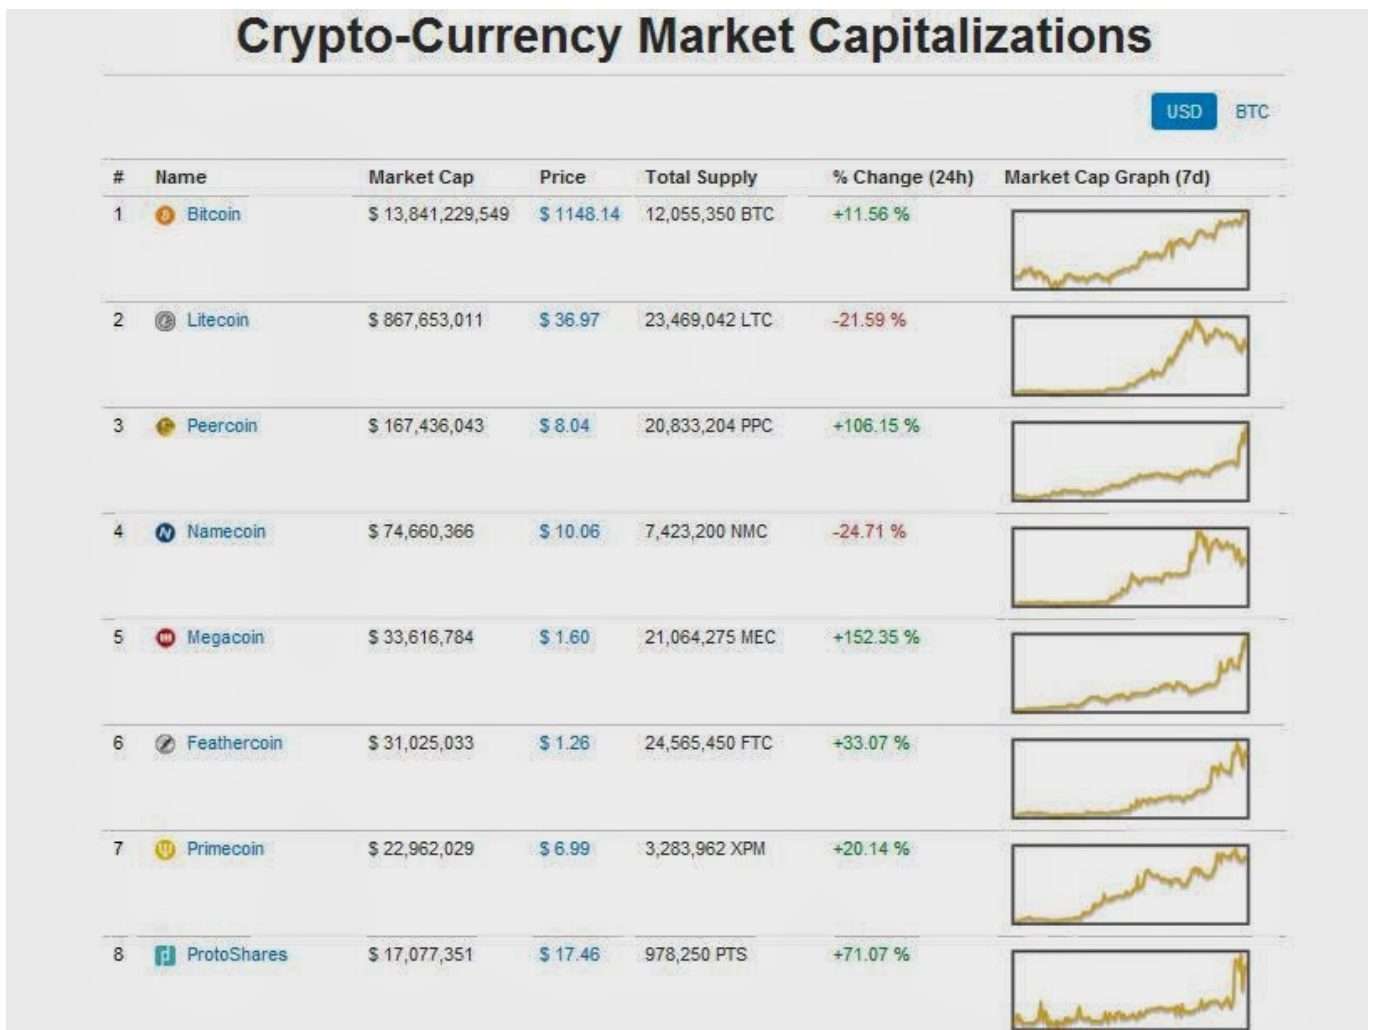 Crypto-Currency Market Capitalizations
USD BTC
# Name Market Cap Price Total Supply % Change (24h) Market Cap Graph (7d)
1 Bitcoin $ 13,841,229,549 $ 1148.14 12,055,350 BTC +11.56 %
2 Litecoin $ 867,653,011 $ 36.97 23,469,042 LTC -21.59 %
3 Peercoin $ 167,436,043 $ 8.04 20,833,204 PPC +106.15 %
4 Namecoin $ 74,660,366 $ 10.06 7,423,200 NMC -24.71 %
5 Megacoin $ 33,616,784 $ 1.60 21,064,275 MEC +152.35 %
6 Feathercoin $ 31,025,033 $ 1.26 24,565,450 FTC +33.07 %
7 Primecoin $ 22,962,029 $ 6.99 3,283,962 XPM +20.14 %
8 ProtoShares $ 17,077,351 $ 17.46 978,250 PTS +71.07 %